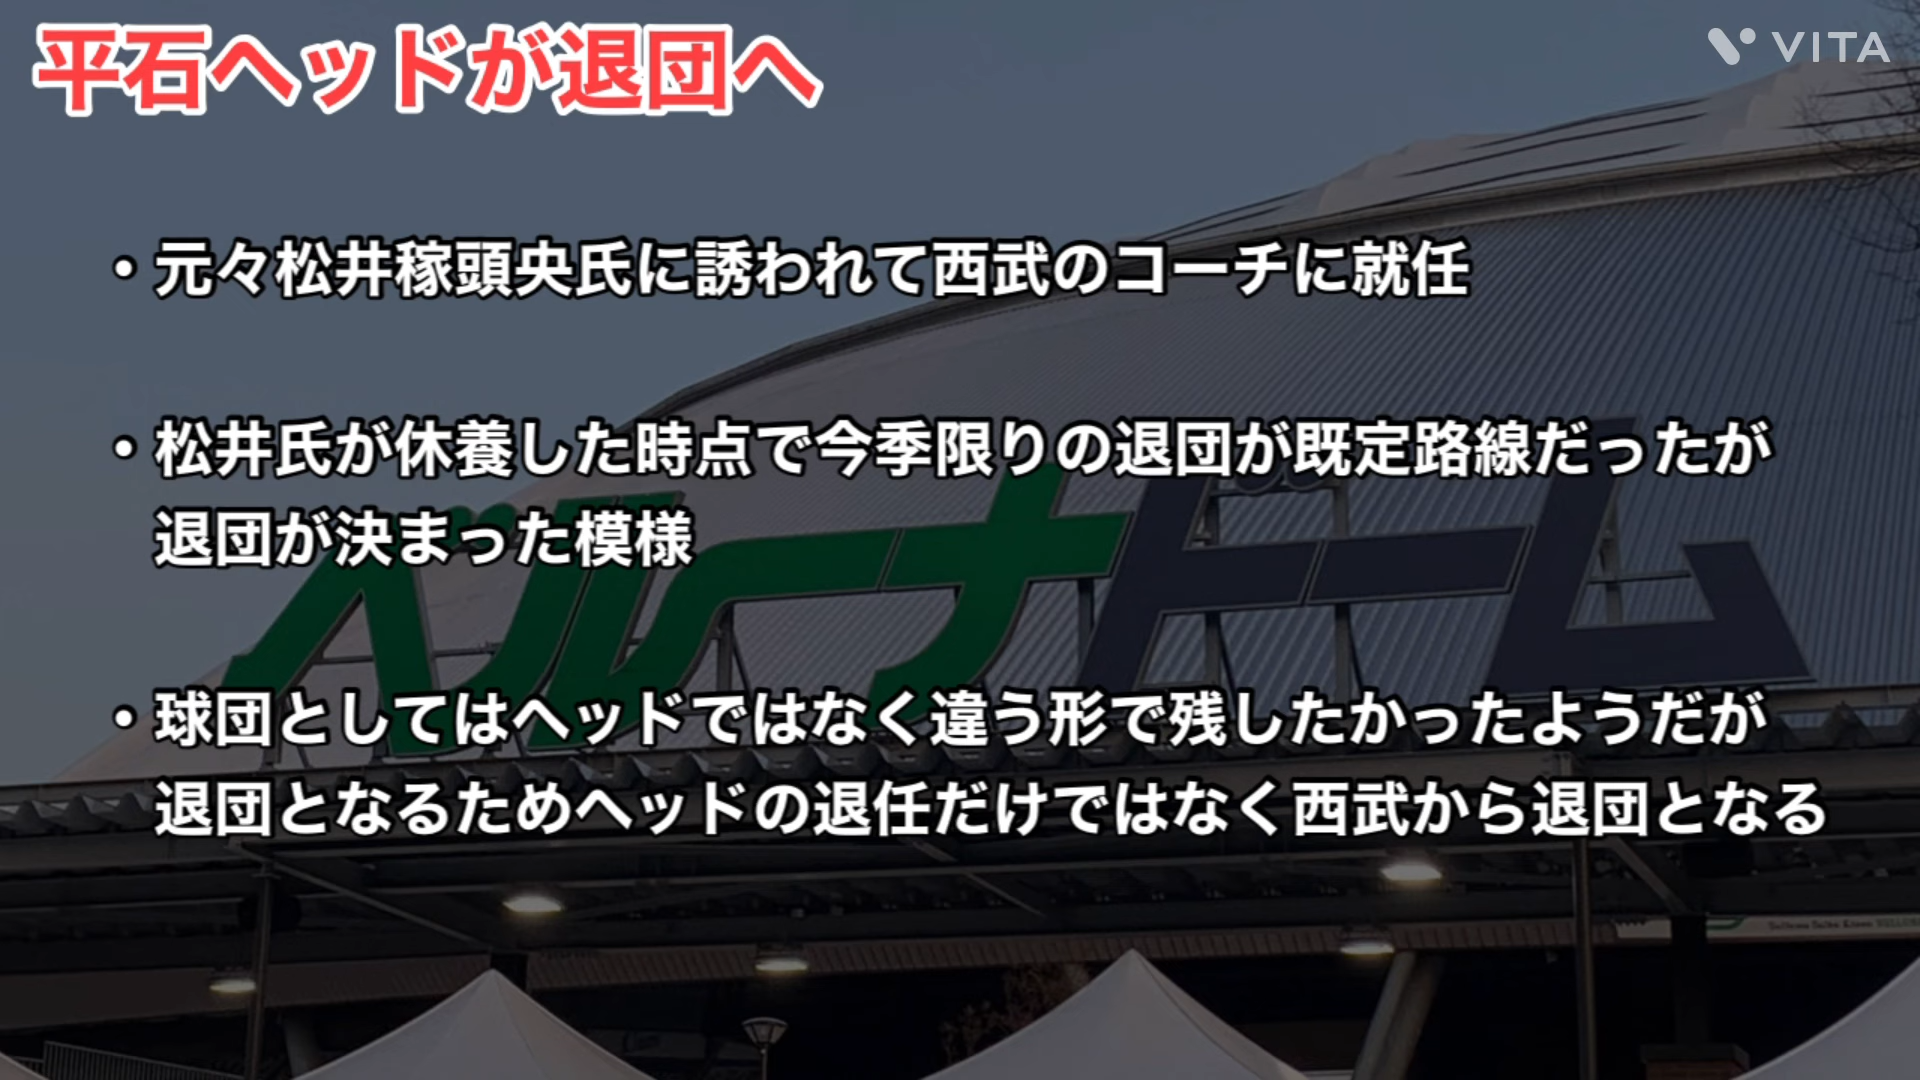 平石ヘッドが退団へ
VITA
・元々松井稼頭央氏に誘われて西武のコーチに就任
・松井氏が休養した時点で今季限りの退団が既定路線だったが
退団が決まった模様
ベルーナドーム
・球団としてはヘッドではなく違う形で残したかったようだが
退団となるためヘッドの退任だけではなく西武から退団となる